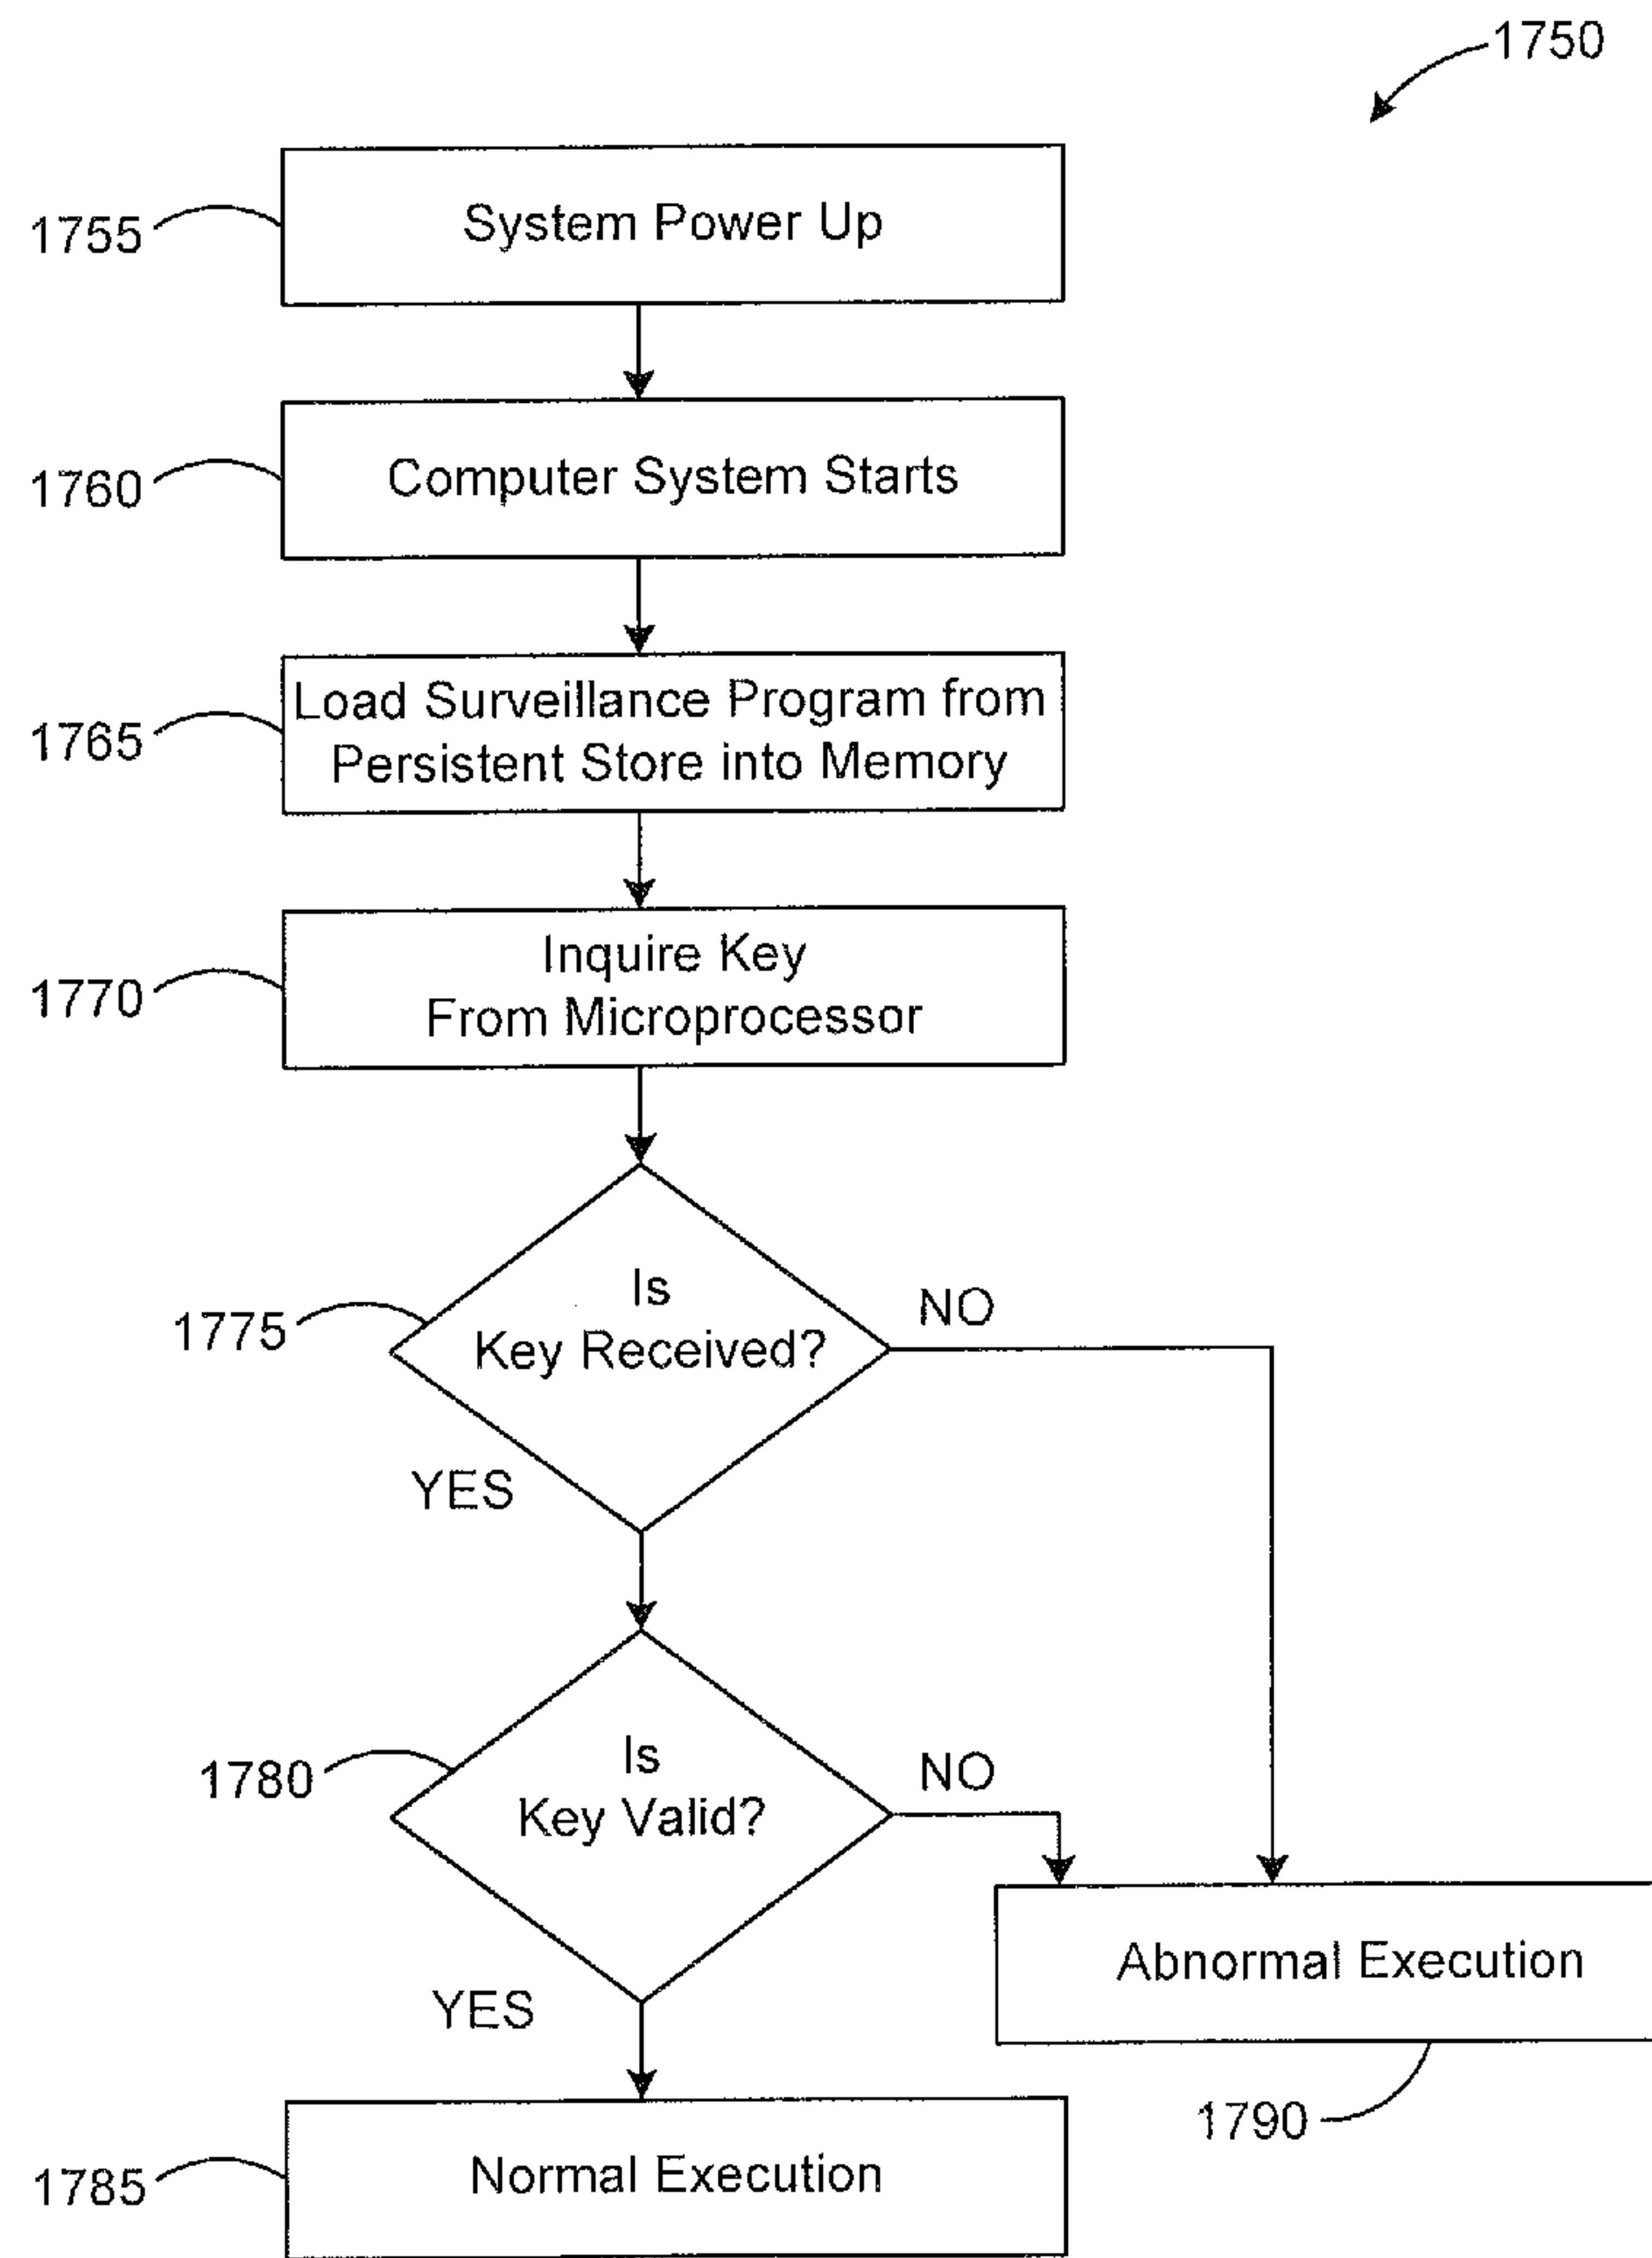 1750
1755
System Power Up
1760
Computer System Starts
1765
Load Surveillance Program from
Persistent Store into Memory
1770
Inquire Key
From Microprocessor
1775
Is
Key Received?
NO
YES
1780
Is
Key Valid?
NO
YES
Abnormal Execution
1790
1785
Normal Execution